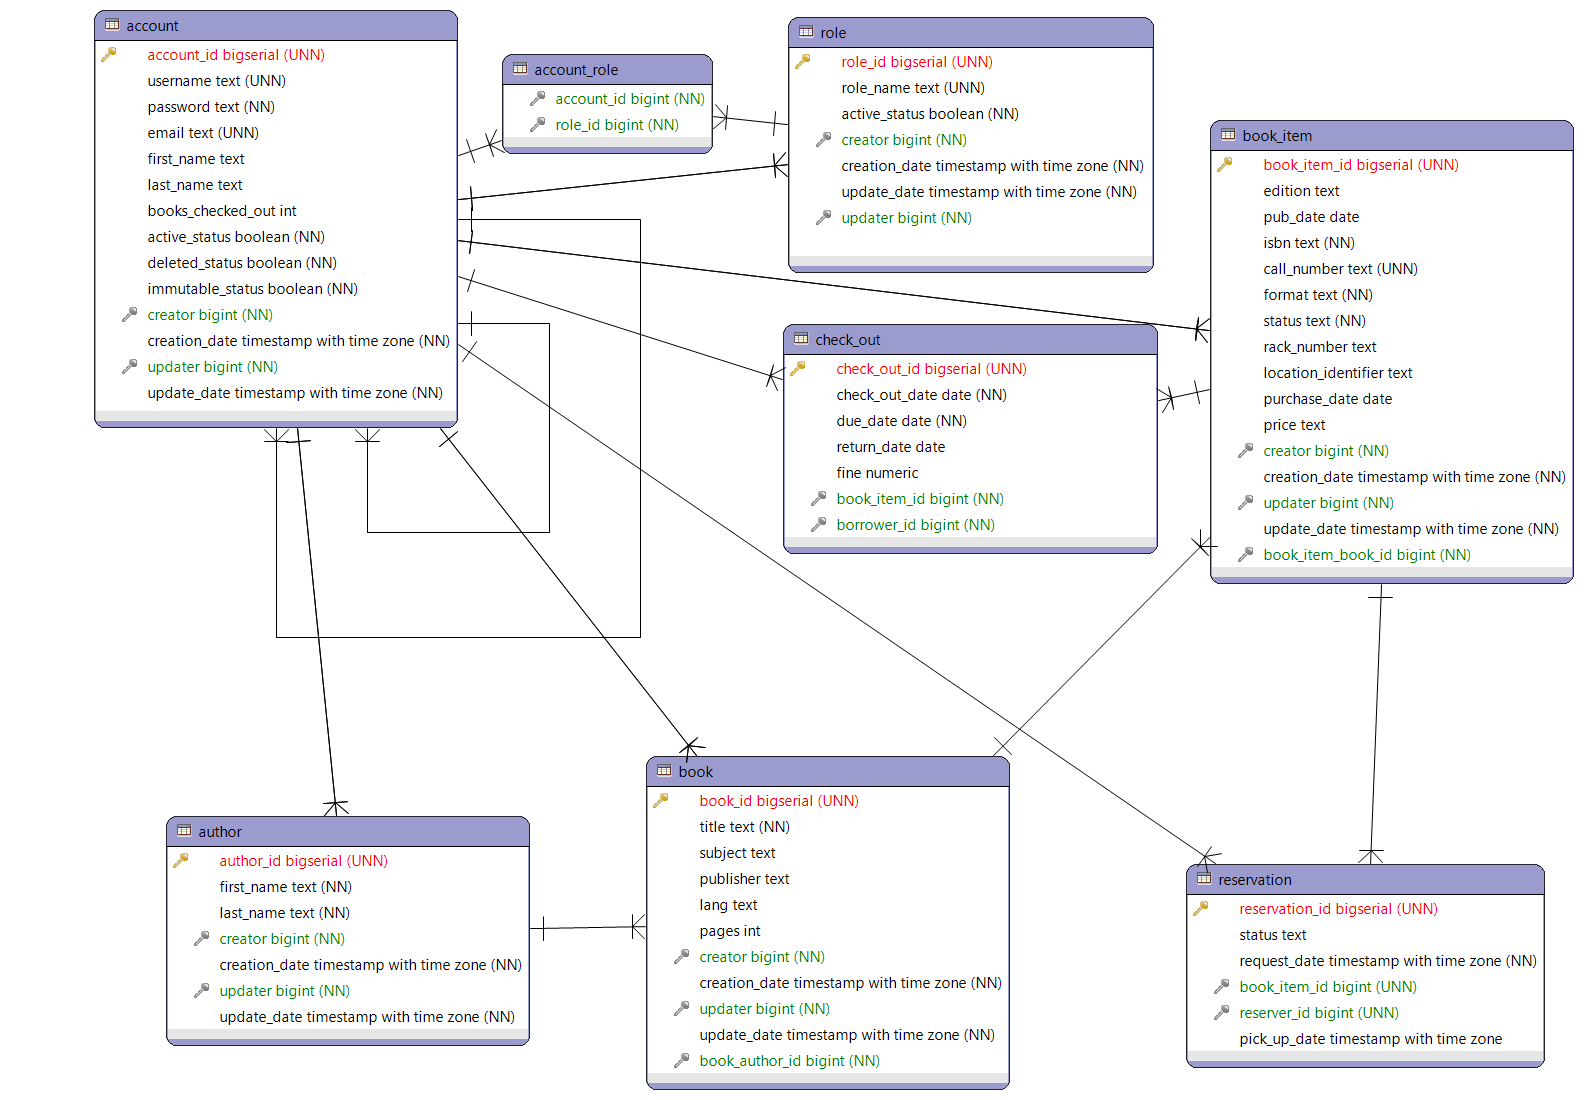 account
account_id bigserial (UNN)
username text (UNN)
password text (NN)
email text (UNN)
first_name text
last_name text
books_checked_out int
active_status boolean (NN)
deleted_status boolean (NN)
immutable_status boolean (NN)
creator bigint (NN)
creation_date timestamp with time zone (NN)
updater bigint (NN)
update_date timestamp with time zone (NN)
account_role
account_id bigint (NN)
role_id bigint (NN)
role
role_id bigserial (UNN)
role_name text (UNN)
active_status boolean (NN)
creator bigint (NN)
creation_date timestamp with time zone (NN)
update_date timestamp with time zone (NN)
updater bigint (NN)
book_item
book_item_id bigserial (UNN)
edition text
pub_date date
isbn text (NN)
call_number text (UNN)
format text (NN)
status text (NN)
rack_number text
location_identifier text
purchase_date date
price text
creator bigint (NN)
creation_date timestamp with time zone (NN)
updater bigint (NN)
update_date timestamp with time zone (NN)
book_item_book_id bigint (NN)
check_out
check_out_id bigserial (UNN)
check_out_date date (NN)
due_date date (NN)
return_date date
fine numeric
book_item_id bigint (NN)
borrower_id bigint (NN)
author
author_id bigserial (UNN)
first_name text (NN)
last_name text (NN)
creator bigint (NN)
creation_date timestamp with time zone (NN)
updater bigint (NN)
update_date timestamp with time zone (NN)
book
book_id bigserial (UNN)
title text (NN)
subject text
publisher text
lang text
pages int
creator bigint (NN)
creation_date timestamp with time zone (NN)
updater bigint (NN)
update_date timestamp with time zone (NN)
book_author_id bigint (NN)
reservation
reservation_id bigserial (UNN)
status text
request_date timestamp with time zone (NN)
book_item_id bigint (UNN)
reserver_id bigint (UNN)
pick_up_date timestamp with time zone